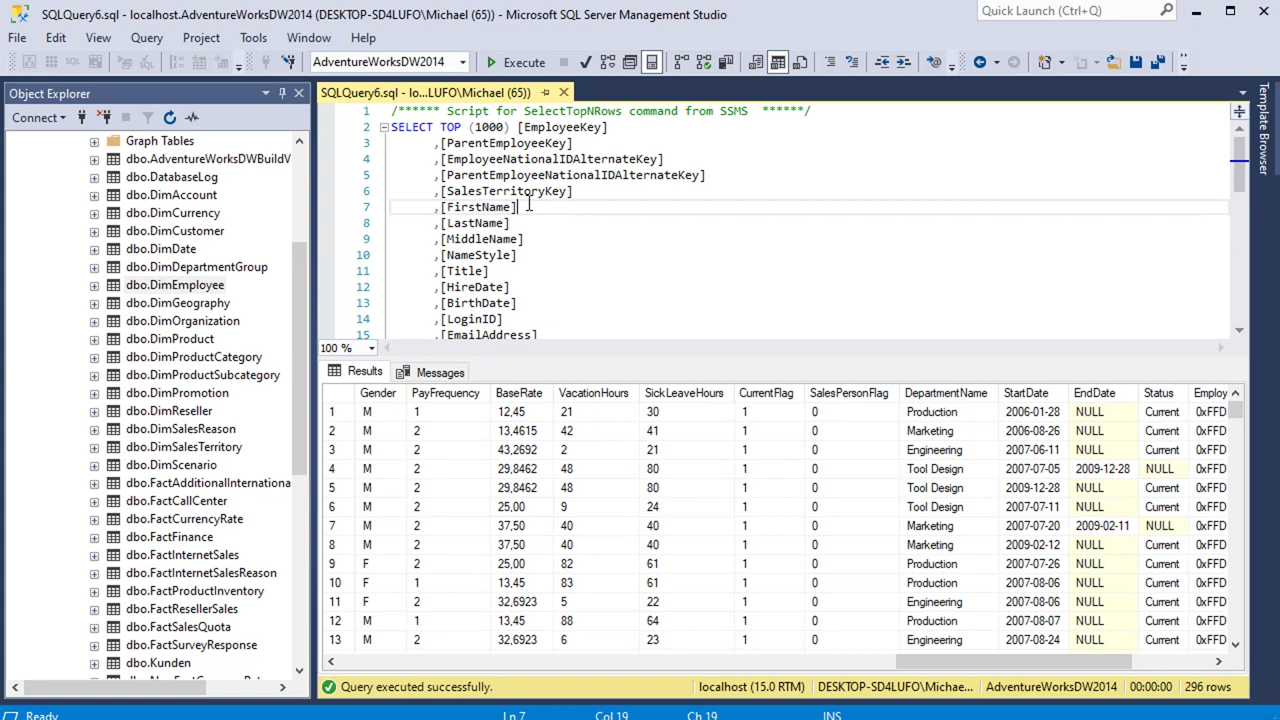 SQLQuery6.sql - localhost.AdventureWorksDW2014 (DESKTOP-SD4LUFO\Michael (65)) - Microsoft SQL Server Management Studio
Quick Launch (Ctrl+Q)
File Edit View Query Project Tools Window Help
AdventureWorksDW2014 Execute
Object Explorer
Connect
Graph Tables
dbo.AdventureWorksDWBuildV
dbo.DatabaseLog
dbo.DimAccount
dbo.DimCurrency
dbo.DimCustomer
dbo.DimDate
dbo.DimDepartmentGroup
dbo.DimEmployee
dbo.DimGeography
dbo.DimOrganization
dbo.DimProduct
dbo.DimProductCategory
dbo.DimProductSubcategory
dbo.DimPromotion
dbo.DimReseller
dbo.DimSalesReason
dbo.DimSalesTerritory
dbo.DimScenario
dbo.FactAdditionalInternationa
dbo.FactCallCenter
dbo.FactCurrencyRate
dbo.FactFinance
dbo.FactInternetSales
dbo.FactInternetSalesReason
dbo.FactProductInventory
dbo.FactResellerSales
dbo.FactSalesQuota
dbo.FactSurveyResponse
dbo.Kunden
SQLQuery6.sql - lo...LUFO\Michael (65))
1 /****** Script for SelectTopNRows command from SSMS ******/
2 SELECT TOP (1000) [EmployeeKey]
3 ,[ParentEmployeeKey]
4 ,[EmployeeNationalIDAlternateKey]
5 ,[ParentEmployeeNationalIDAlternateKey]
6 ,[SalesTerritoryKey]
7 ,[FirstName]
8 ,[LastName]
9 ,[MiddleName]
10 ,[NameStyle]
11 ,[Title]
12 ,[HireDate]
13 ,[BirthDate]
14 ,[LoginID]
15 ,[EmailAddress]
100 %
Results Messages
Gender PayFrequency BaseRate VacationHours SickLeaveHours CurrentFlag SalesPersonFlag DepartmentName StartDate EndDate Status Employ
1 M 1 12,45 21 30 1 0 Production 2006-01-28 NULL Current 0xFFD
2 M 2 13,4615 42 41 1 0 Marketing 2006-08-26 NULL Current 0xFFD
3 M 2 43,2692 2 21 1 0 Engineering 2007-06-11 NULL Current 0xFFD
4 M 2 29,8462 48 80 1 0 Tool Design 2007-07-05 2009-12-28 NULL 0xFFD
5 M 2 29,8462 48 80 1 0 Tool Design 2009-12-28 NULL Current 0xFFD
6 M 2 25,00 9 24 1 0 Tool Design 2007-07-11 NULL Current 0xFFD
7 M 2 37,50 40 40 1 0 Marketing 2007-07-20 2009-02-11 NULL 0xFFD
8 M 2 37,50 40 40 1 0 Marketing 2009-02-12 NULL Current 0xFFD
9 F 2 25,00 82 61 1 0 Production 2007-07-26 NULL Current 0xFFD
10 F 1 13,45 83 61 1 0 Production 2007-08-06 NULL Current 0xFFD
11 F 2 32,6923 5 22 1 0 Engineering 2007-08-06 NULL Current 0xFFD
12 M 1 13,45 88 64 1 0 Production 2007-08-07 NULL Current 0xFFD
13 M 2 32,6923 6 23 1 0 Engineering 2007-08-24 NULL Current 0xFFD
Query executed successfully. localhost (15.0 RTM) DESKTOP-SD4LUFO\Michae... AdventureWorksDW2014 00:00:00 296 rows
Template Browser
Ready Ln 7 Col 19 Ch 19 INS